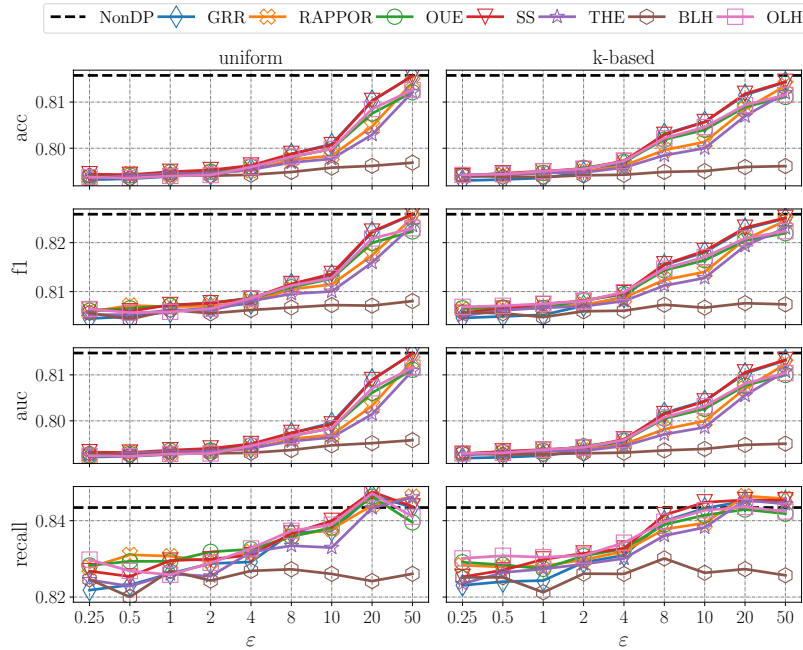 NonDP GRR RAPPOR OUE SS THE BLH OLH
uniform k-based
acc 0.81
0.80
f1 0.82
0.81
auc 0.81
0.80
recall 0.84
0.82
0.25 0.5 1 2 4 8 10 20 50 0.25 0.5 1 2 4 8 10 20 50
ε ε